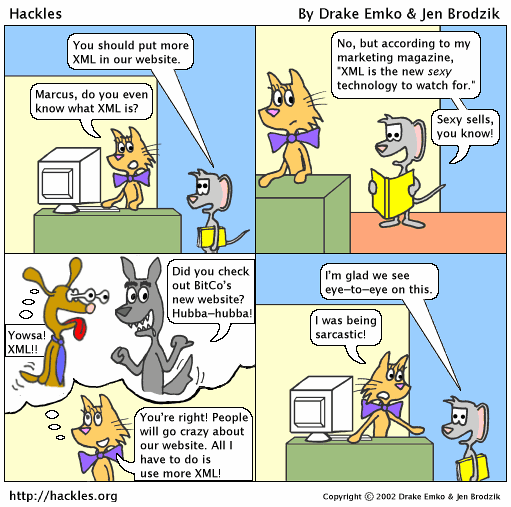 Hackles
By Drake Emko & Jen Brodzik
You should put more
XML in our website.
Marcus, do you even
know what XML is?
No, but according to my
marketing magazine,
"XML is the new sexy
technology to watch for."
Sexy sells,
you know!
Did you check
out BitCo's
new website?
Hubba-hubba!
Yowsa!
XML!!
You're right! People
will go crazy about
our website. All I
have to do is
use more XML!
I'm glad we see
eye-to-eye on this.
I was being
sarcastic!
http://hackles.org
Copyright © 2002 Drake Emko & Jen Brodzik